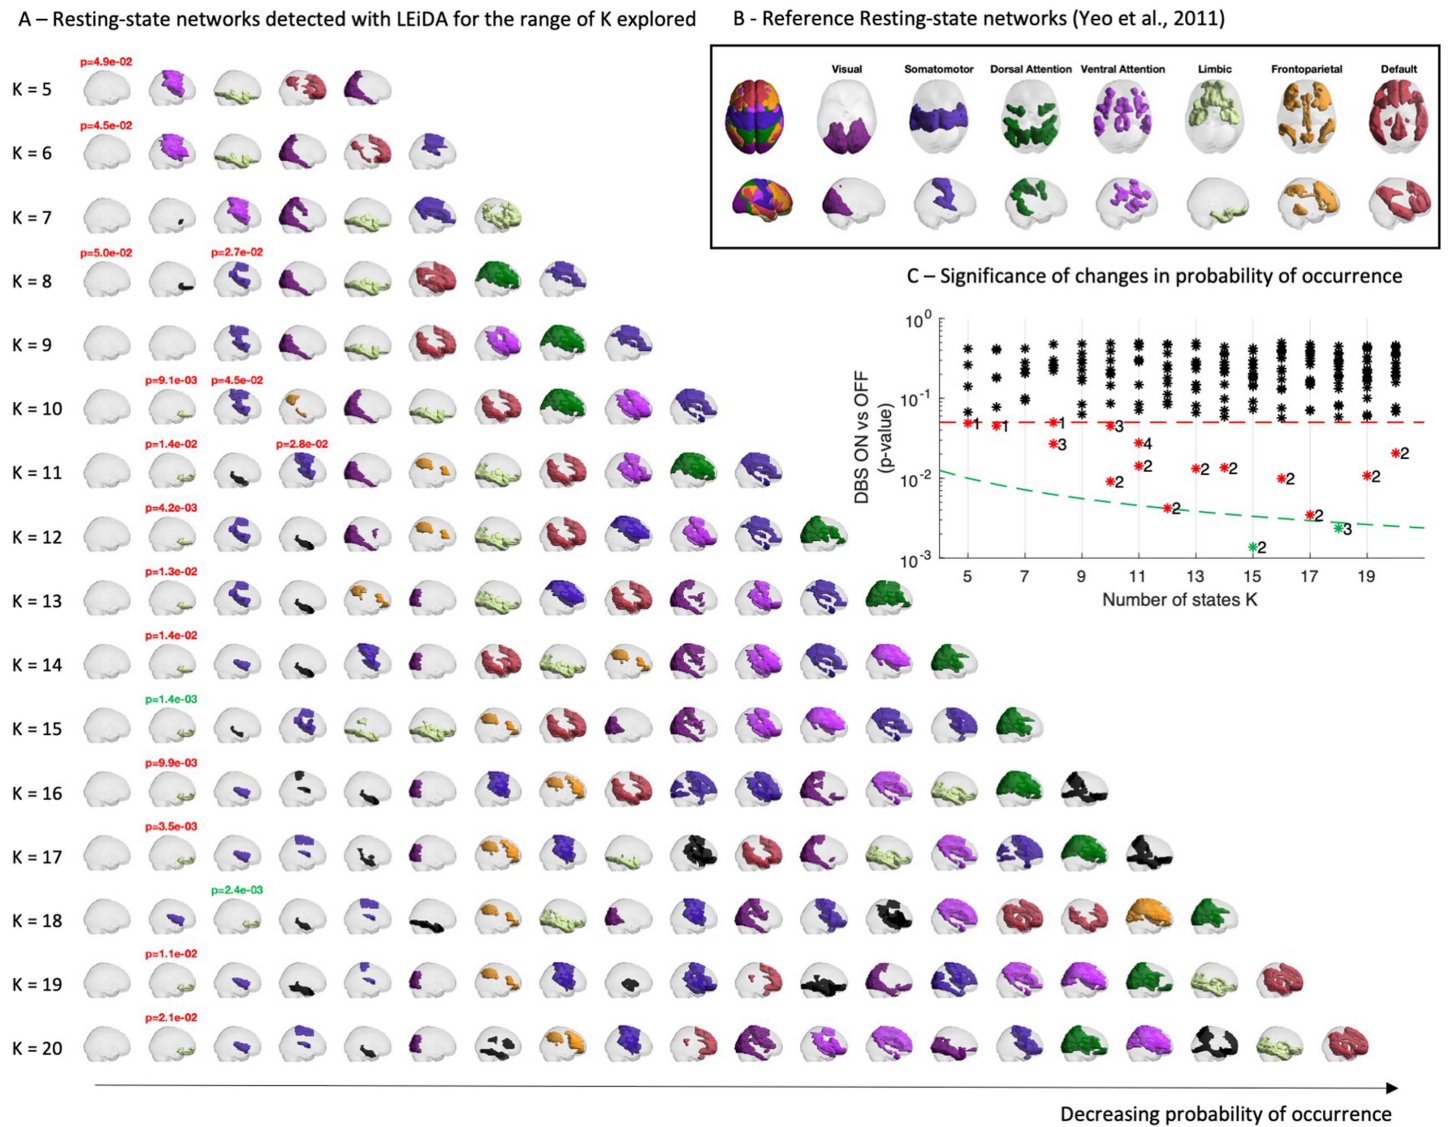 A – Resting-state networks detected with LEiDA for the range of K explored
p=4.9e-02
K = 5
p=4.5e-02
K = 6
K = 7
p=5.0e-02 p=2.7e-02
K = 8
K = 9
p=9.1e-03 p=4.5e-02
K = 10
p=1.4e-02 p=2.8e-02
K = 11
p=4.2e-03
K = 12
p=1.3e-02
K = 13
p=1.4e-02
K = 14
p=1.4e-03
K = 15
p=9.9e-03
K = 16
p=3.5e-03
K = 17
p=2.4e-03
K = 18
p=1.1e-02
K = 19
p=2.1e-02
K = 20
Decreasing probability of occurrence
B - Reference Resting-state networks (Yeo et al., 2011)
Visual Somatomotor Dorsal Attention Ventral Attention Limbic Frontoparietal Default
C – Significance of changes in probability of occurrence
DBS ON vs OFF
(p-value)
10^0
10^-1
10^-2
10^-3
1 1 1 3 3 2 4 2 2 2 2 2 2 2 3 2 2
5 7 9 11 13 15 17 19
Number of states K